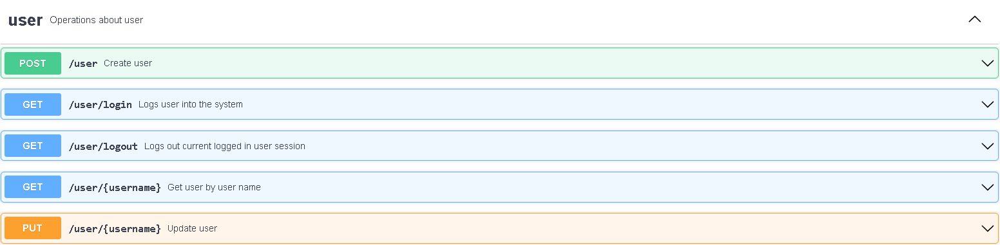 user Operations about user
POST /user Create user
GET /user/login Logs user into the system
GET /user/logout Logs out current logged in user session
GET /user/{username} Get user by user name
PUT /user/{username} Update user